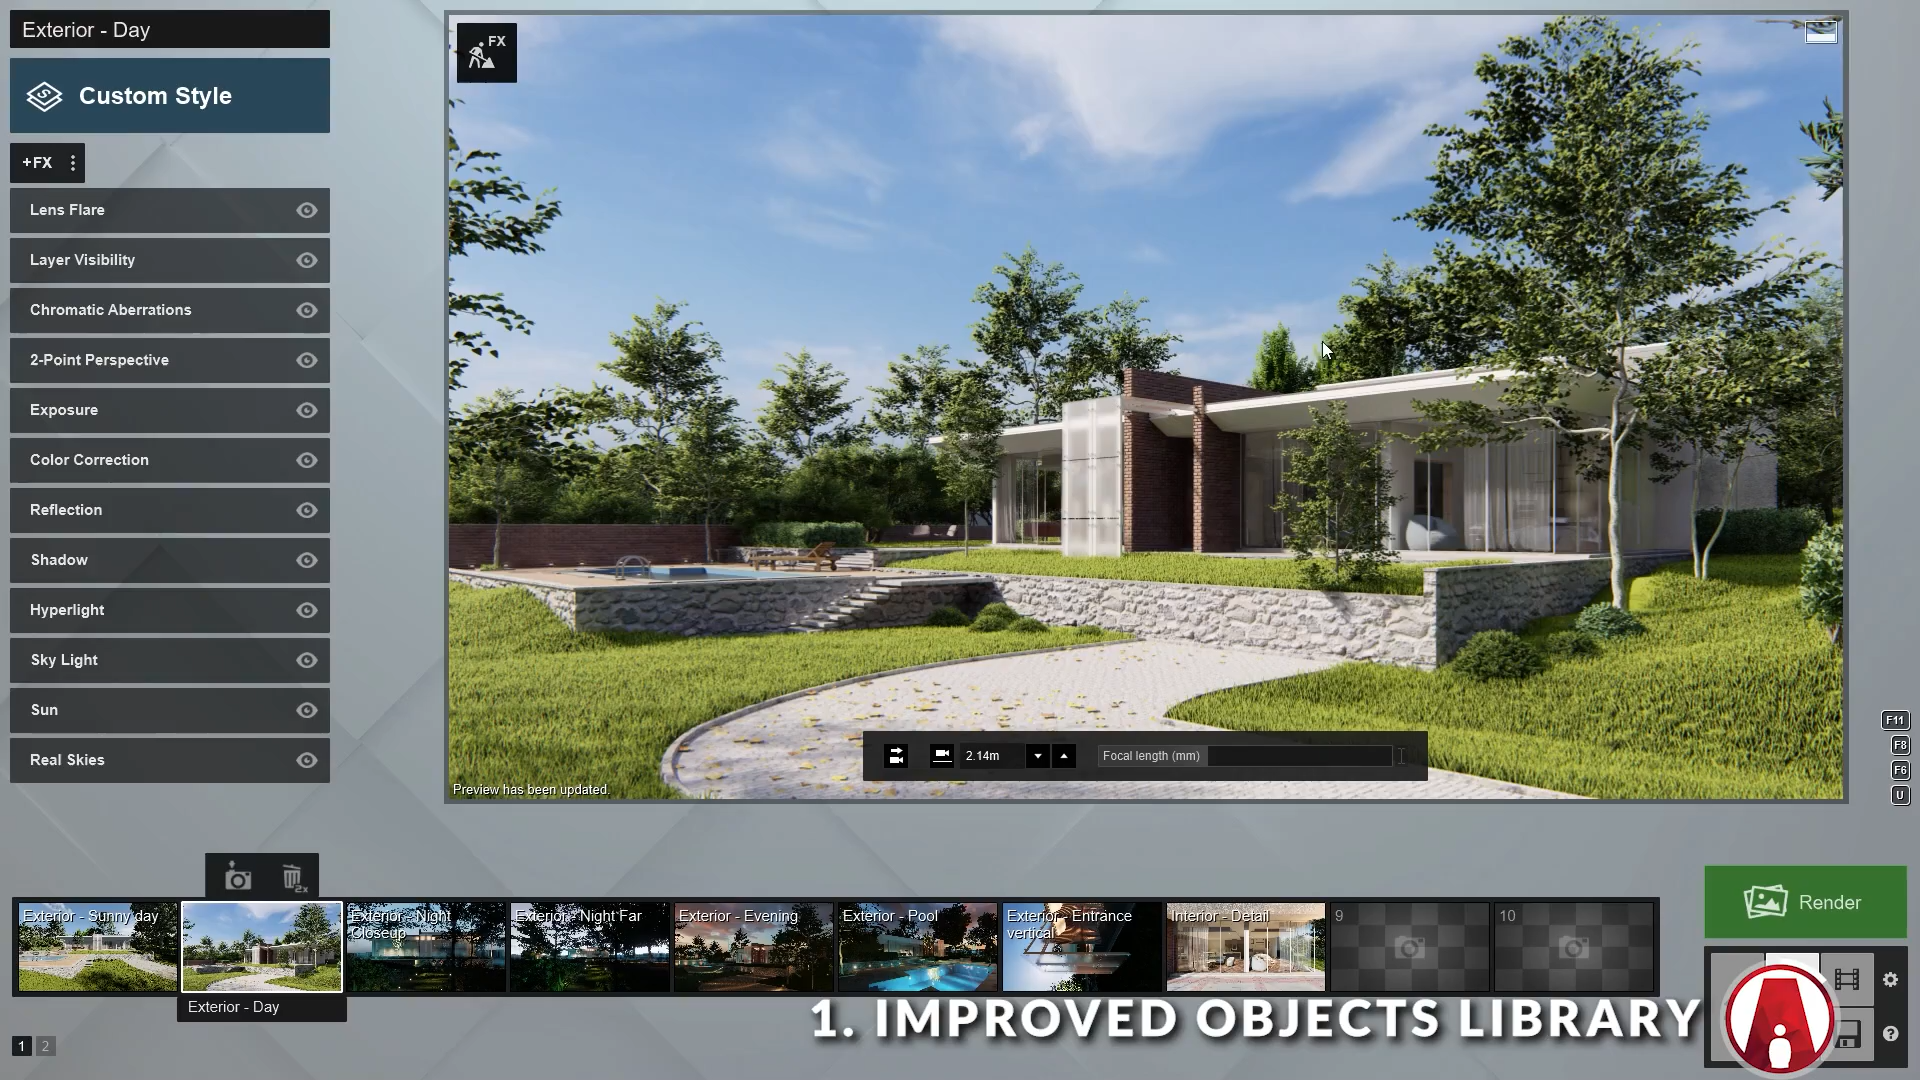 Exterior - Day
Custom Style
+FX
Lens Flare
Layer Visibility
Chromatic Aberrations
2-Point Perspective
Exposure
Color Correction
Reflection
Shadow
Hyperlight
Sky Light
Sun
Real Skies
FX
2.14m
Focal length (mm)
Preview has been updated.
F11
F8
F6
U
2x
Exterior - Sunny day
Exterior - Night
Closeup
Exterior - Night Far
Exterior - Evening
Exterior - Pool
Exterior - Entrance
vertical
Interior - Detail
9
10
Exterior - Day
Render
1. IMPROVED OBJECTS LIBRARY
1
2
?